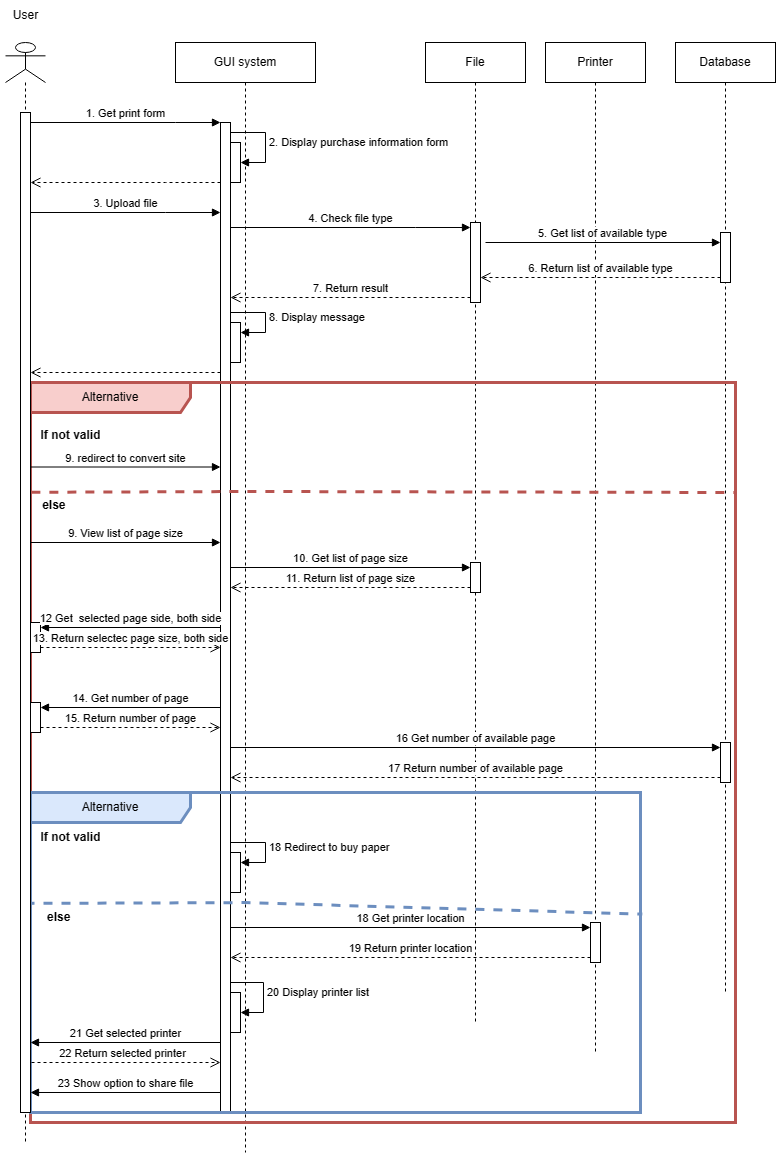 User
GUI system
File
Printer
Database
1. Get print form
2. Display purchase information form
3. Upload file
4. Check file type
5. Get list of available type
6. Return list of available type
7. Return result
8. Display message
Alternative
If not valid
9. redirect to convert site
else
9. View list of page size
10. Get list of page size
11. Return list of page size
12 Get selected page side, both side
13. Return selectec page size, both side
14. Get number of page
15. Return number of page
16 Get number of available page
17 Return number of available page
Alternative
If not valid
18 Redirect to buy paper
else
18 Get printer location
19 Return printer location
20 Display printer list
21 Get selected printer
22 Return selected printer
23 Show option to share file